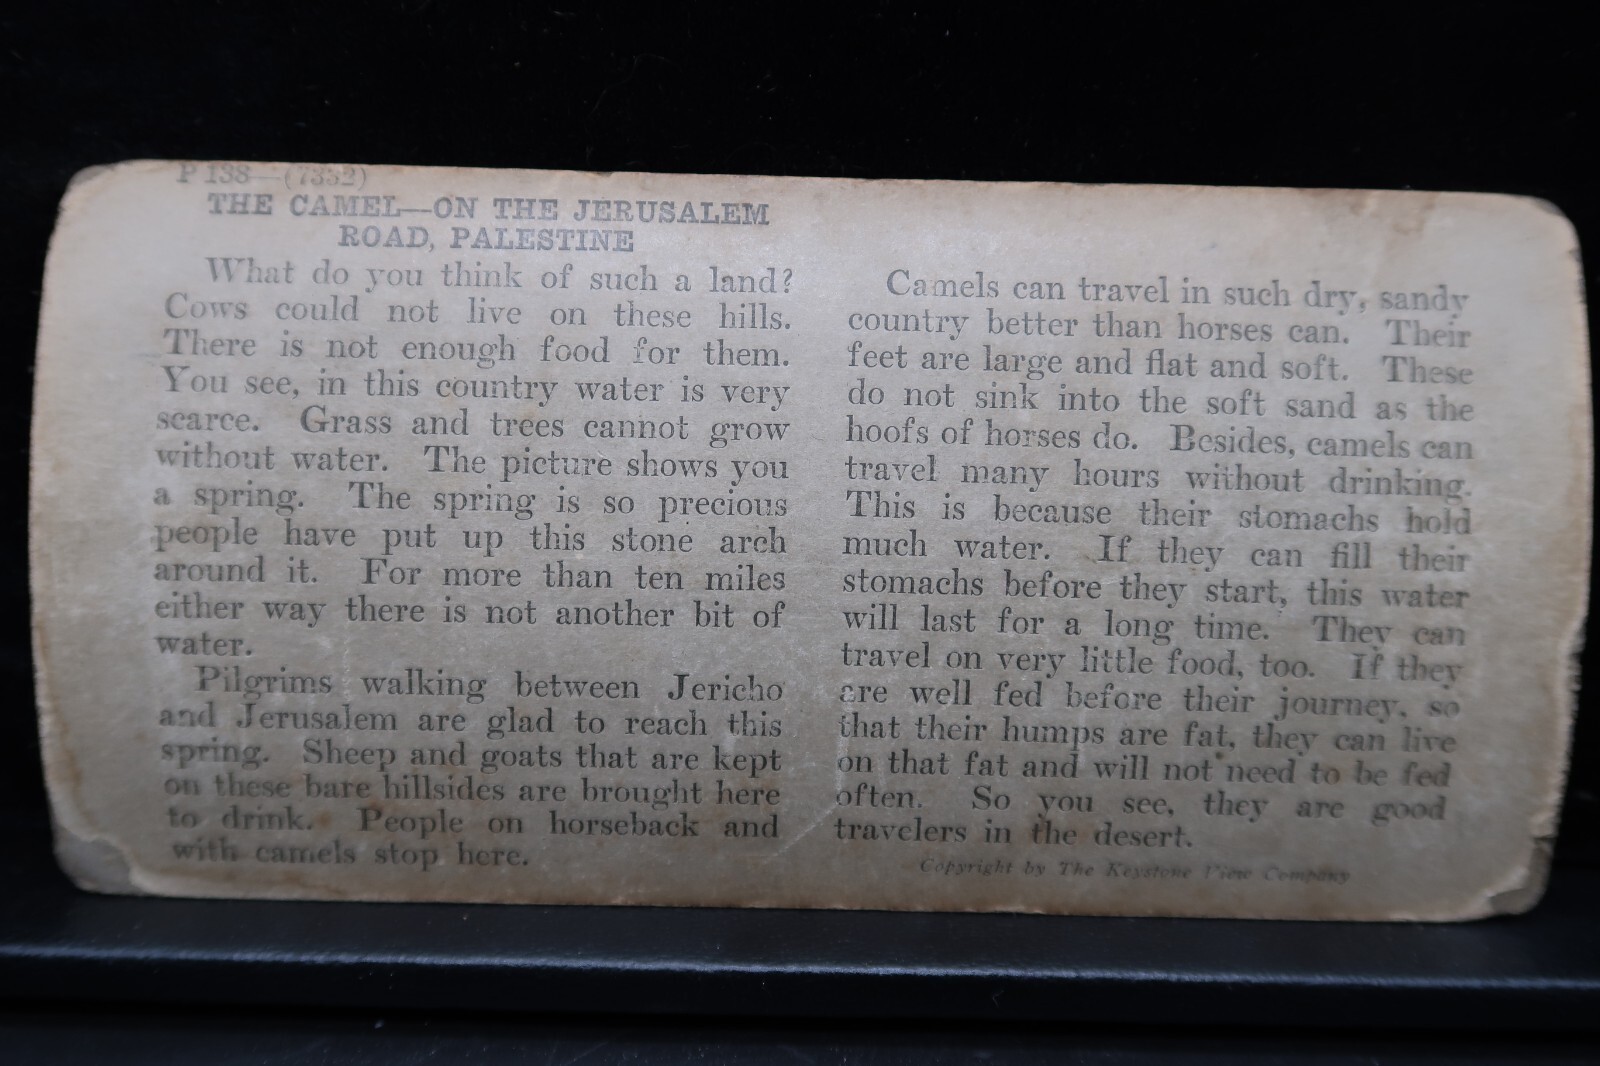 P 138—(7332)
THE CAMEL—ON THE JERUSALEM
ROAD, PALESTINE
What do you think of such a land?
Cows could not live on these hills.
There is not enough food for them.
You see, in this country water is very
scarce. Grass and trees cannot grow
without water. The picture shows you
a spring. The spring is so precious
people have put up this stone arch
around it. For more than ten miles
either way there is not another bit of
water.
Pilgrims walking between Jericho
and Jerusalem are glad to reach this
spring. Sheep and goats that are kept
on these bare hillsides are brought here
to drink. People on horseback and
with camels stop here.
Camels can travel in such dry, sandy
country better than horses can. Their
feet are large and flat and soft. These
do not sink into the soft sand as the
hoofs of horses do. Besides, camels can
travel many hours without drinking.
This is because their stomachs hold
much water. If they can fill their
stomachs before they start, this water
will last for a long time. They can
travel on very little food, too. If they
are well fed before their journey, so
that their humps are fat, they can live
on that fat and will not need to be fed
often. So you see, they are good
travelers in the desert.
Copyright by The Keystone View Company